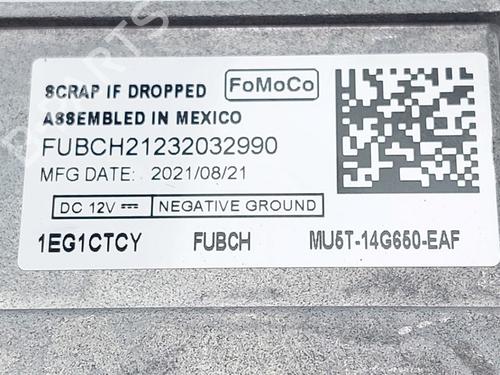 SCRAP IF DROPPED
FoMoCo
ASSEMBLED IN MEXICO
FUBCH21232032990
MFG DATE: 2021/08/21
DC 12V NEGATIVE GROUND
1EG1CTCY FUBCH MU5T-14G650-EAF